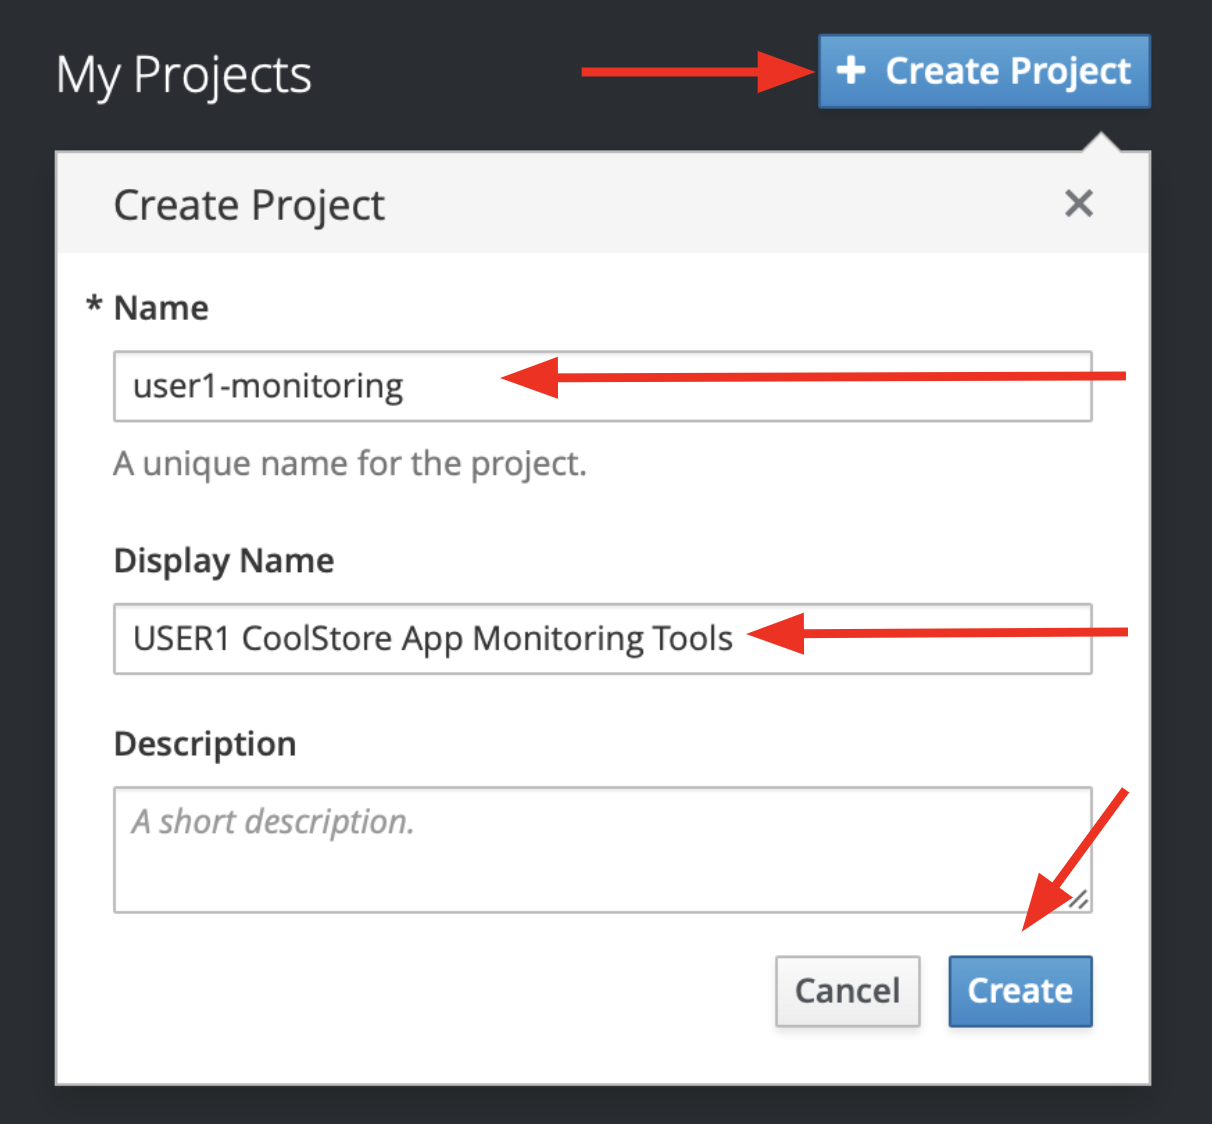 My Projects
+ Create Project
Create Project
* Name
user1-monitoring
A unique name for the project.
Display Name
USER1 CoolStore App Monitoring Tools
Description
A short description.
Cancel
Create